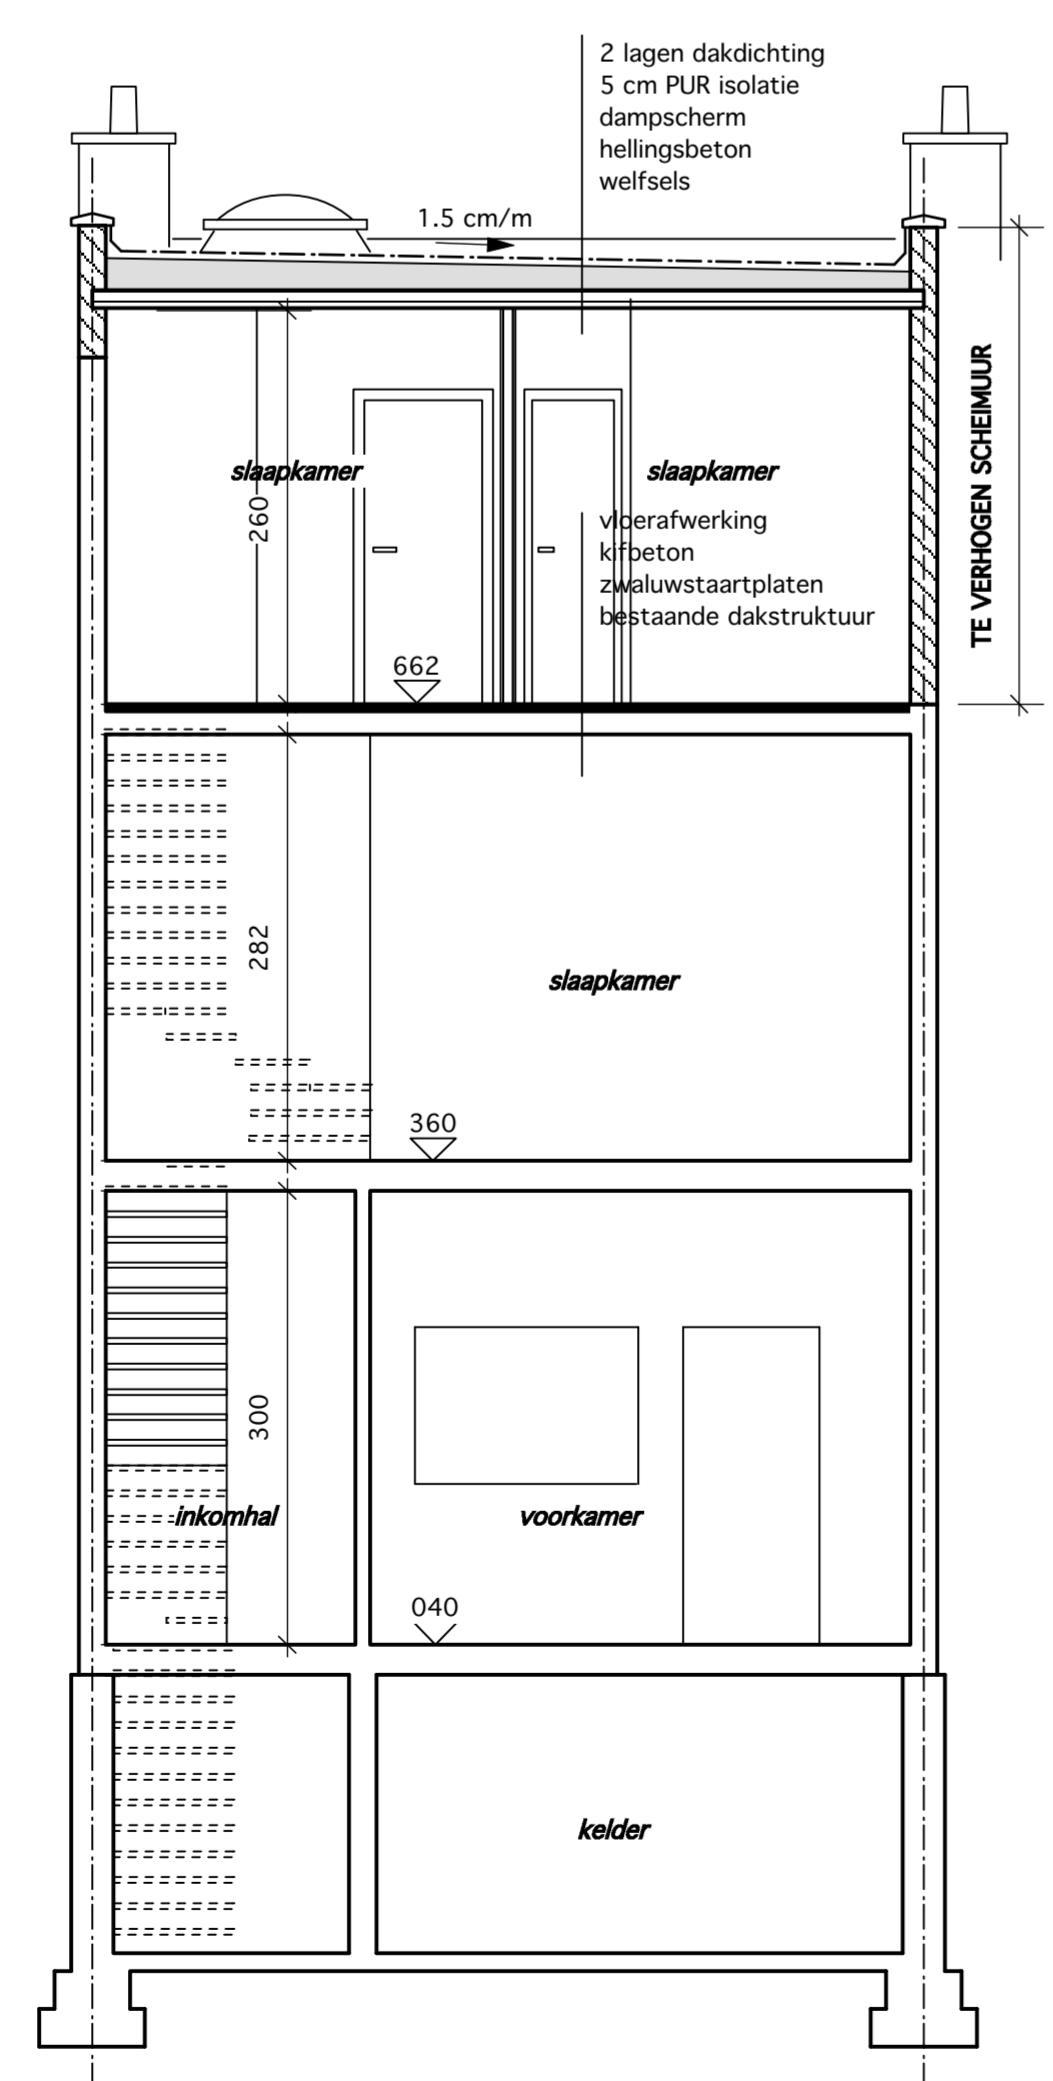 2 lagen dakdichting
5 cm PUR isolatie
dampscherm
hellingsbeton
welfsels
1.5 cm/m
TE VERHOGEN SCHEIMUUR
slaapkamer
slaapkamer
260
vloerafwerking
kifbeton
zwaluwstaartplaten
bestaande dakstruktuur
662
282
slaapkamer
360
300
inkomhal
voorkamer
040
kelder